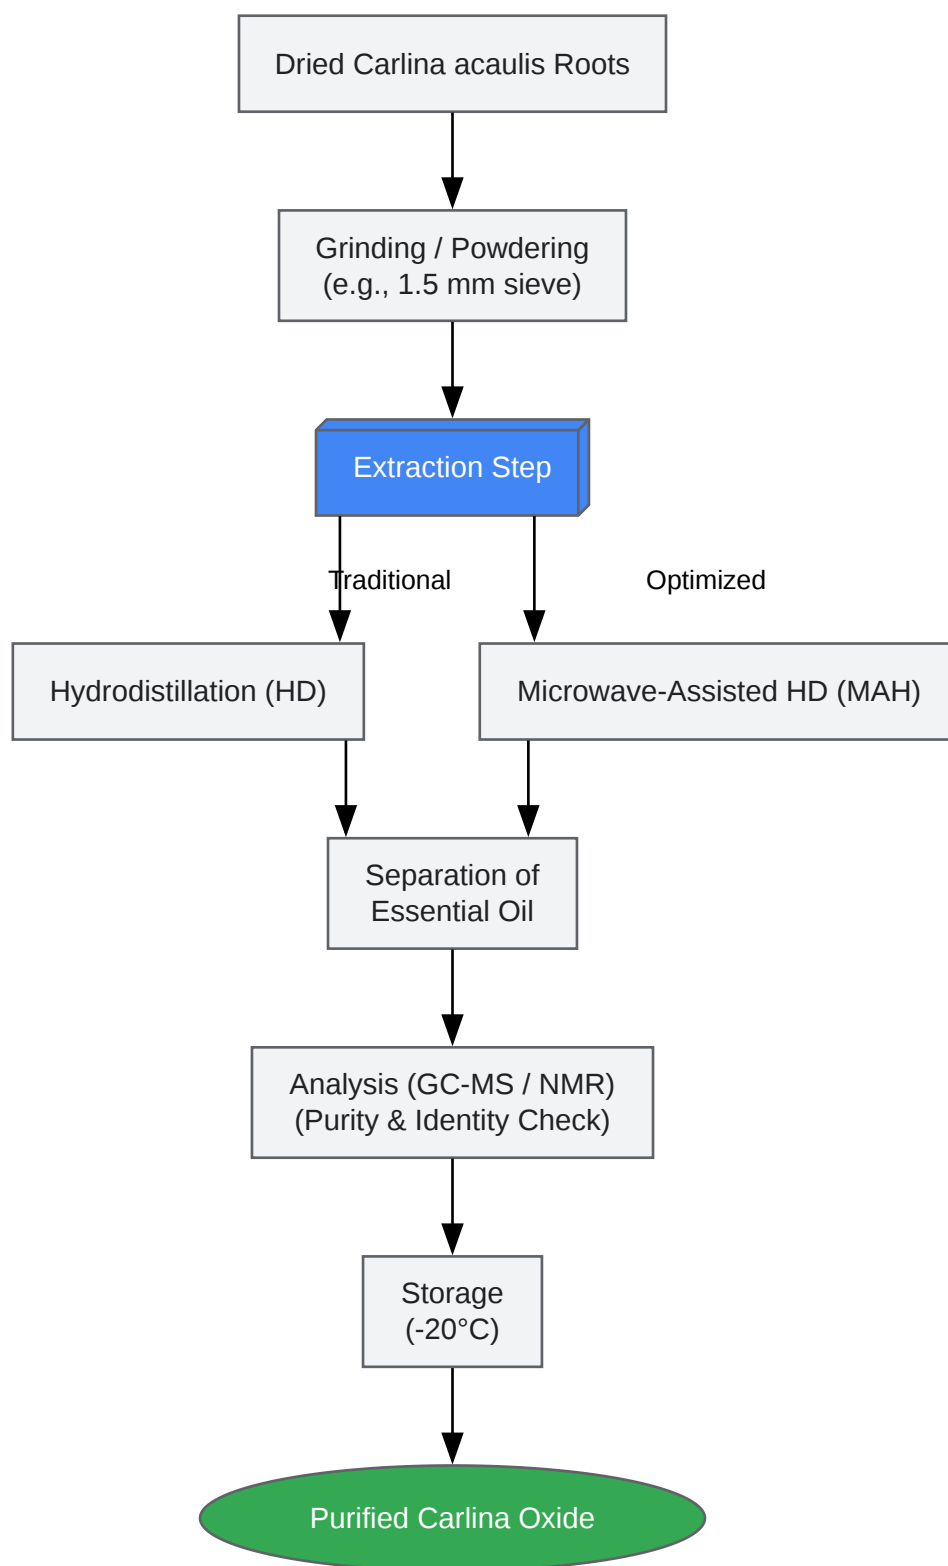 Dried Carlina acaulis Roots
Grinding / Powdering
(e.g., 1.5 mm sieve)
Extraction Step
Traditional
Optimized
Hydrodistillation (HD)
Microwave-Assisted HD (MAH)
Separation of
Essential Oil
Analysis (GC-MS / NMR)
(Purity & Identity Check)
Storage
(-20°C)
Purified Carlina Oxide